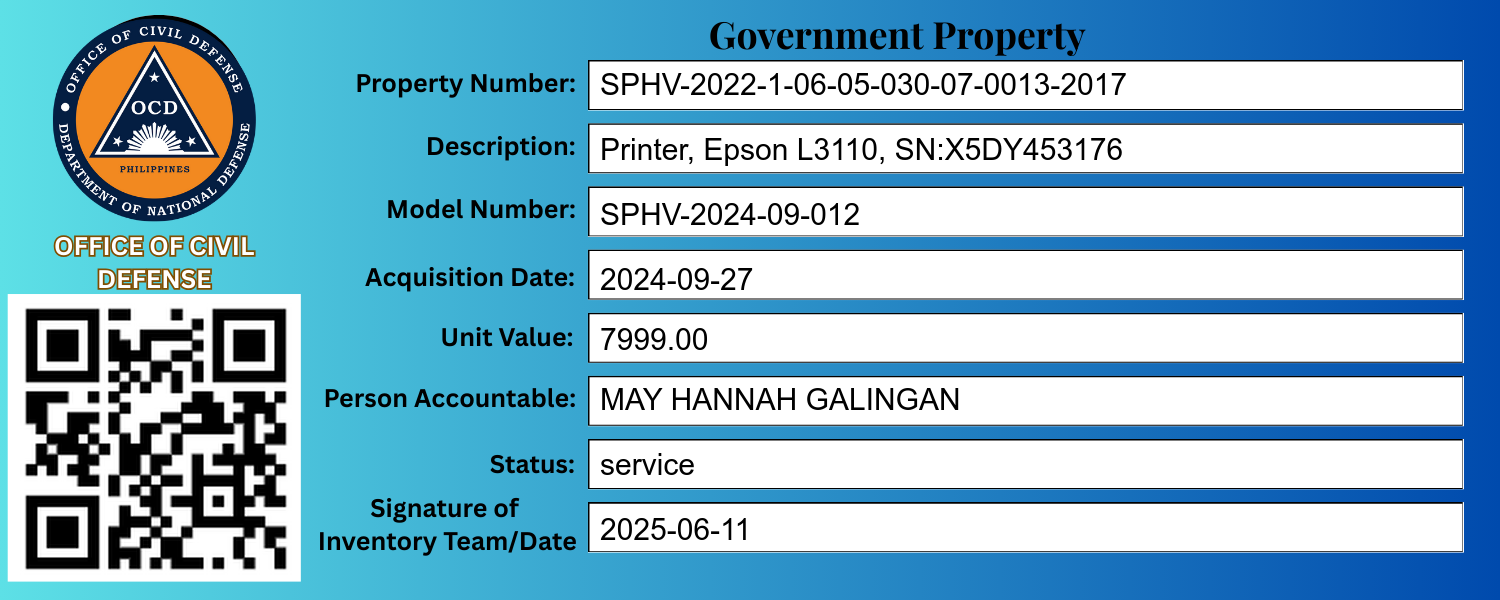 OFFICE OF CIVIL DEFENSE
OCD
PHILIPPINES
DEPARTMENT OF NATIONAL DEFENSE
OFFICE OF CIVIL
DEFENSE
Government Property
Property Number: SPHV-2022-1-06-05-030-07-0013-2017
Description: Printer, Epson L3110, SN:X5DY453176
Model Number: SPHV-2024-09-012
Acquisition Date: 2024-09-27
Unit Value: 7999.00
Person Accountable: MAY HANNAH GALINGAN
Status: service
Signature of
Inventory Team/Date 2025-06-11